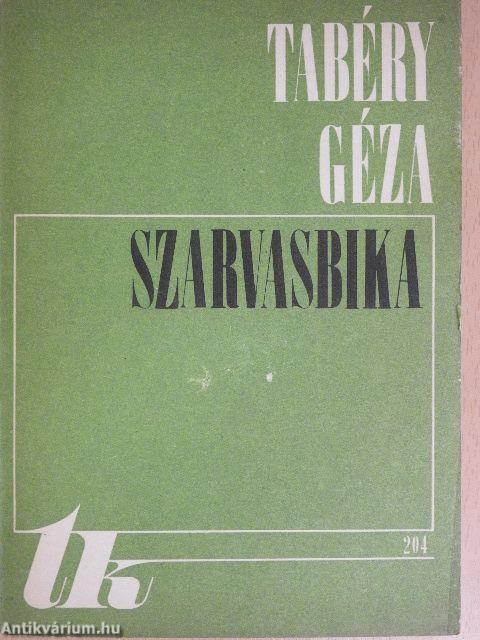 TABÉRY
GÉZA
SZARVASBIKA
204
tk
Antikvárium.hu